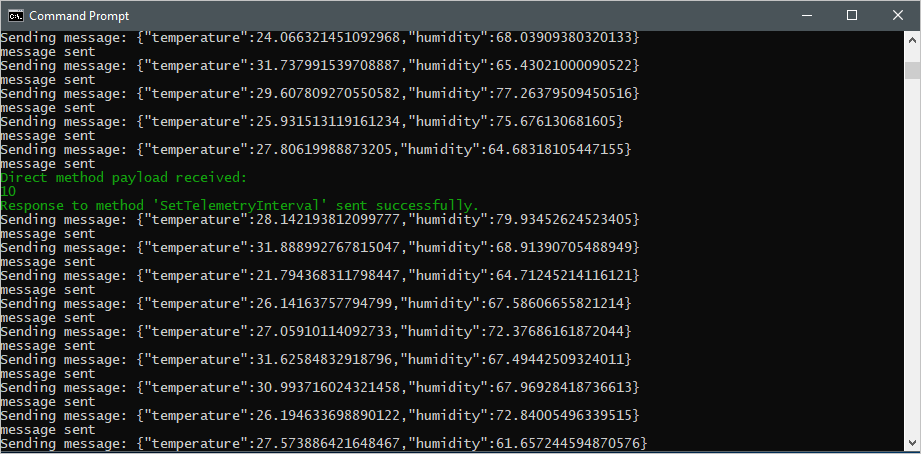 Command Prompt
Sending message: {"temperature":24.066321451092968,"humidity":68.03909380320133}
message sent
Sending message: {"temperature":31.737991539708887,"humidity":65.43021000090522}
message sent
Sending message: {"temperature":29.607809270550582,"humidity":77.26379509450516}
message sent
Sending message: {"temperature":25.931513119161234,"humidity":75.676130681605}
message sent
Sending message: {"temperature":27.80619988873205,"humidity":64.68318105447155}
message sent
Direct method payload received:
10
Response to method 'SetTelemetryInterval' sent successfully.
Sending message: {"temperature":28.142193812099777,"humidity":79.93452624523405}
message sent
Sending message: {"temperature":31.888992767815047,"humidity":68.91390705488949}
message sent
Sending message: {"temperature":21.794368311798447,"humidity":64.71245214116121}
message sent
Sending message: {"temperature":26.14163757794799,"humidity":67.58606655821214}
message sent
Sending message: {"temperature":27.05910114092733,"humidity":72.37686161872044}
message sent
Sending message: {"temperature":31.62584832918796,"humidity":67.49442509324011}
message sent
Sending message: {"temperature":30.993716024321458,"humidity":67.96928418736613}
message sent
Sending message: {"temperature":26.194633698890122,"humidity":72.84005496339515}
message sent
Sending message: {"temperature":27.573886421648467,"humidity":61.657244594870576}